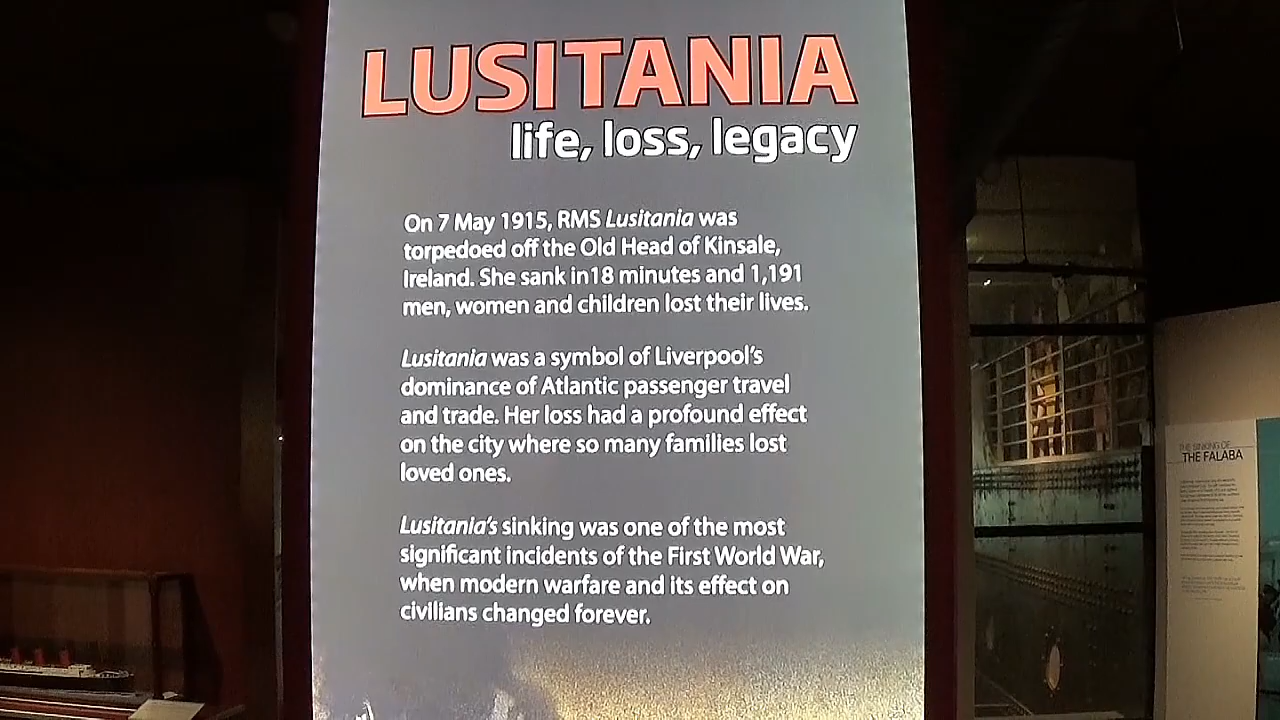 LUSITANIA
life, loss, legacy
On 7 May 1915, RMS Lusitania was
torpedoed off the Old Head of Kinsale,
Ireland. She sank in18 minutes and 1,191
men, women and children lost their lives.
Lusitania was a symbol of Liverpool's
dominance of Atlantic passenger travel
and trade. Her loss had a profound effect
on the city where so many families lost
loved ones.
Lusitania's sinking was one of the most
significant incidents of the First World War,
when modern warfare and its effect on
civilians changed forever.
THE SINKING OF
THE FALABA